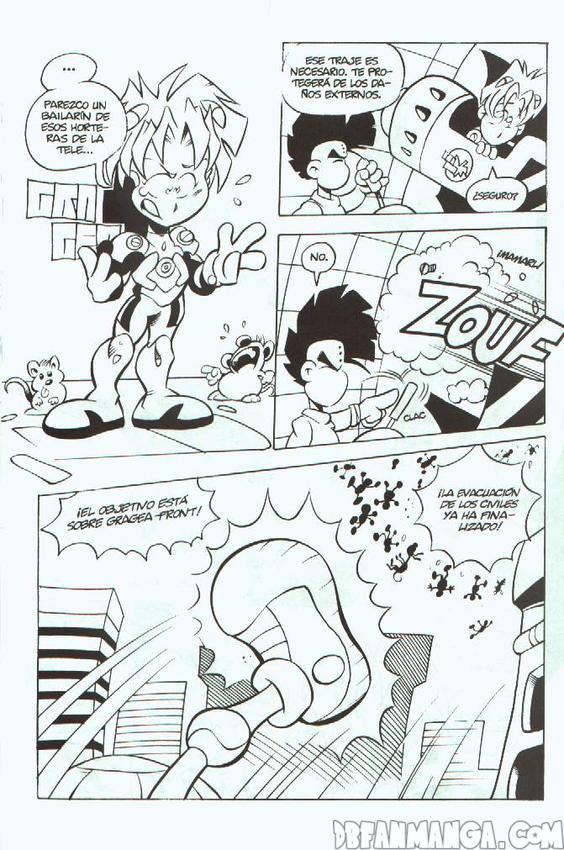 ...
PAREZCO UN
BAILARÍN DE
ESOS HORTE-
RAS DE LA
TELE...
ESE TRAJE ES
NECESARIO. TE PRO-
TEGERÁ DE LOS DA-
ÑOS EXTERNOS.
¿SEGURO?
NO.
¡MAMAR!
ZOUF
CLAC
¡EL OBJETIVO ESTÁ
SOBRE GRAGEA-FRONT!
¡LA EVACUACIÓN
DE LOS CIVILES
YA HA FINA-
LIZADO!
DBFANMANGA.COM